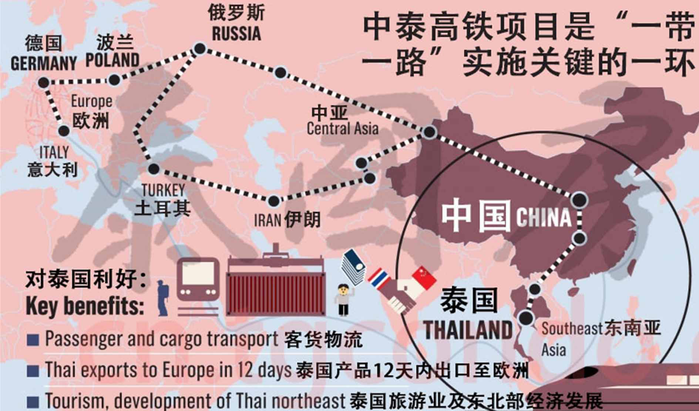 中泰高铁项目是“一带
一路”实施关键的一环
俄罗斯
RUSSIA
德国
GERMANY
波兰
POLAND
Europe
欧洲
ITALY
意大利
中亚
Central Asia
TURKEY
土耳其
IRAN 伊朗
中国 CHINA
泰国
THAILAND
Southeast 东南亚
Asia
对泰国利好：
Key benefits:
Passenger and cargo transport 客货物流
Thai exports to Europe in 12 days 泰国产品12天内出口至欧洲
Tourism, development of Thai northeast 泰国旅游业及东北部经济发展